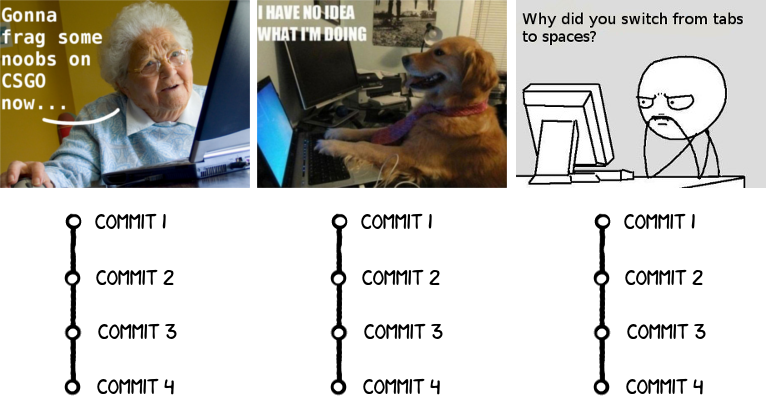 Gonna
frag some
noobs on
CSGO
now...
I HAVE NO IDEA
WHAT I'M DOING
Why did you switch from tabs
to spaces?
COMMIT 1
COMMIT 2
COMMIT 3
COMMIT 4
COMMIT 1
COMMIT 2
COMMIT 3
COMMIT 4
COMMIT 1
COMMIT 2
COMMIT 3
COMMIT 4